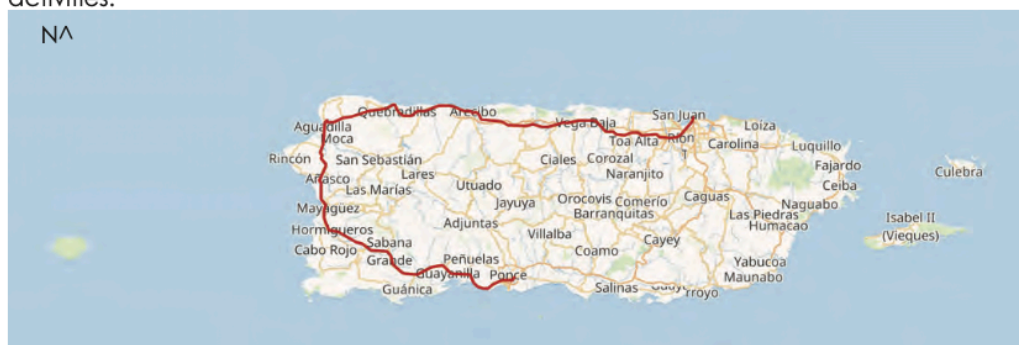 activities.
N^
San Juan
Quebradillas
Arecibo
Vega Baja
Loiza
Aguadilla
Moca
Toa Alta
Carolina
Luquillo
Rincón
San Sebastián
Ciales
Corozal
Fajardo
Culebra
Añasco
Lares
Naranjito
Ceiba
Las Marías
Utuado
Jayuya
Orocovis
Comerío
Caguas
Naguabo
Mayagüez
Barranquitas
Las Piedras
Isabel II
(Vieques)
Hormigueros
Adjuntas
Villalba
Humacao
Cabo Rojo
Sabana
Grande
Coamo
Cayey
Peñuelas
Yabucoa
Guayanilla
Ponce
Maunabo
Guánica
Salinas